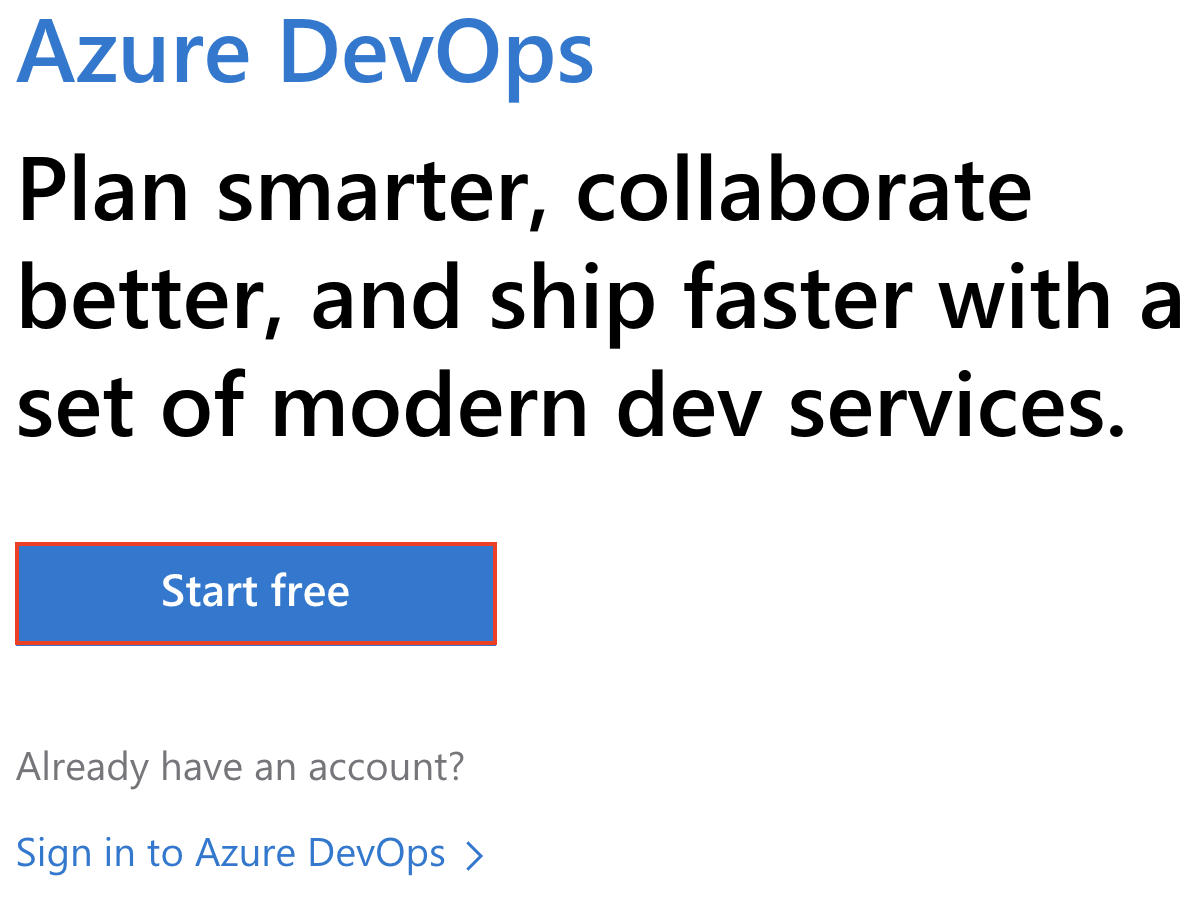 Azure DevOps
Plan smarter, collaborate
better, and ship faster with a
set of modern dev services.
Start free
Already have an account?
Sign in to Azure DevOps >